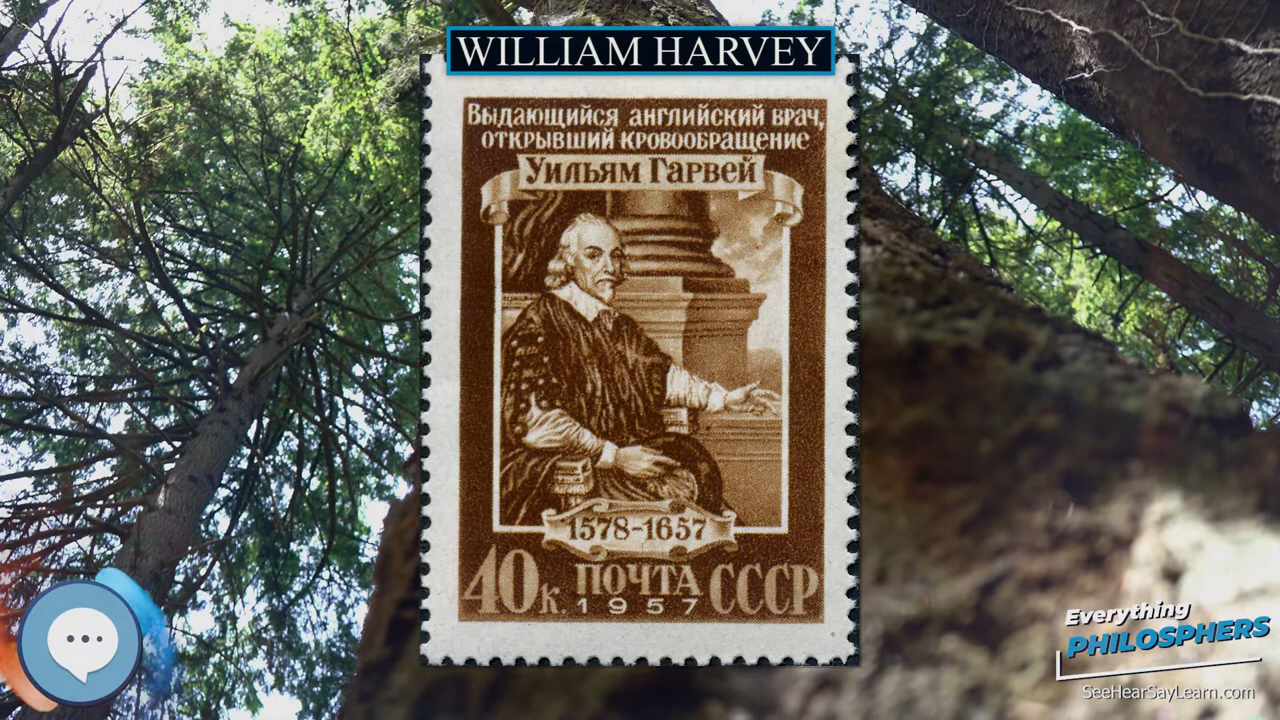 WILLIAM HARVEY
Выдающийся английский врач,
открывший кровообращение
Уильям Гарвей
1578-1657
40к. ПОЧТА СССР
1957
Everything
PHILOSPHERS
SeeHearSayLearn.com